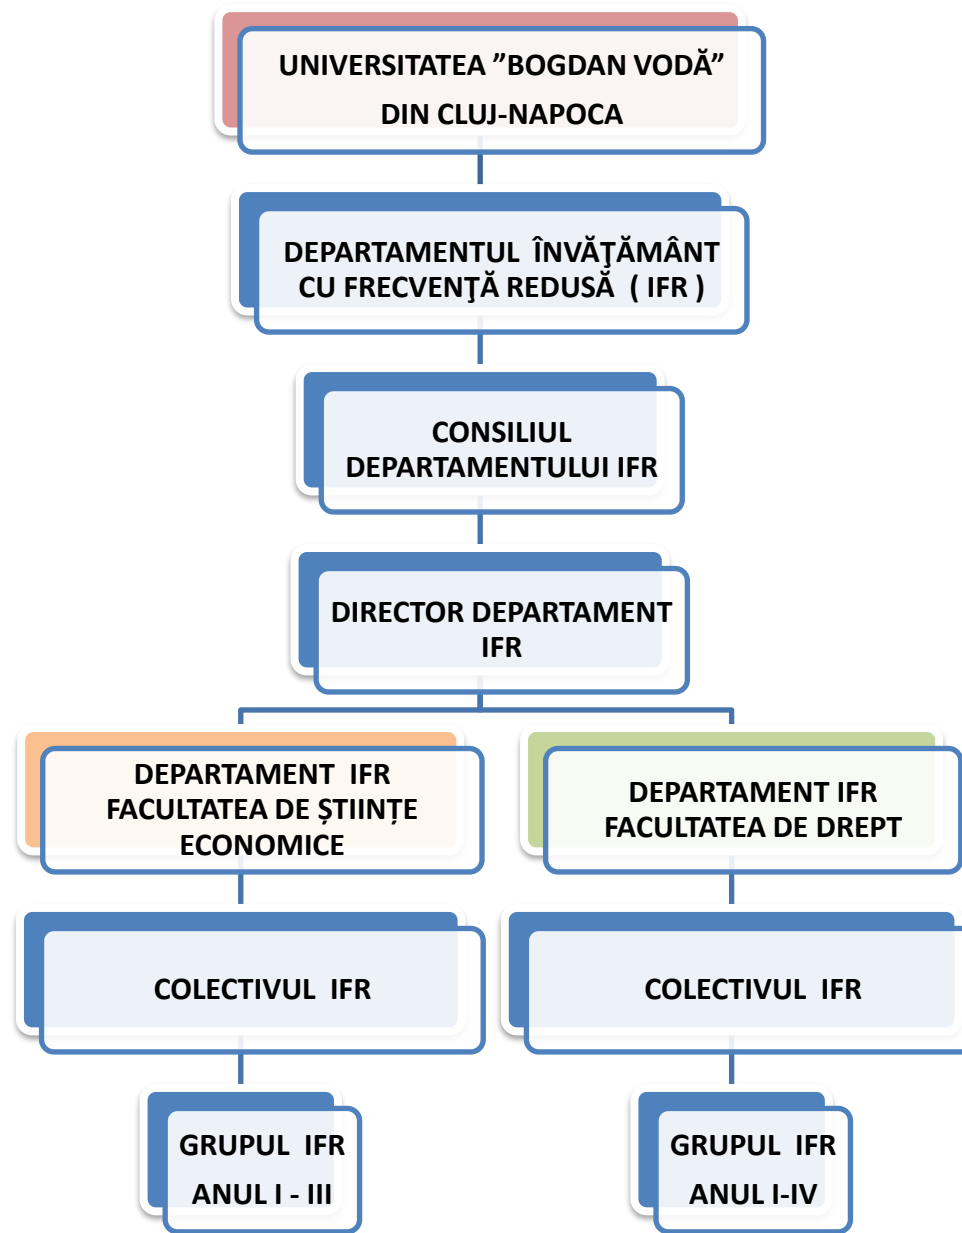 UNIVERSITATEA ”BOGDAN VODĂ”
DIN CLUJ-NAPOCA
DEPARTAMENTUL ÎNVĂŢĂMÂNT
CU FRECVENŢĂ REDUSĂ ( IFR )
CONSILIUL
DEPARTAMENTULUI IFR
DIRECTOR DEPARTAMENT
IFR
DEPARTAMENT IFR
FACULTATEA DE ȘTIINȚE
ECONOMICE
DEPARTAMENT IFR
FACULTATEA DE DREPT
COLECTIVUL IFR
COLECTIVUL IFR
GRUPUL IFR
ANUL I - III
GRUPUL IFR
ANUL I-IV